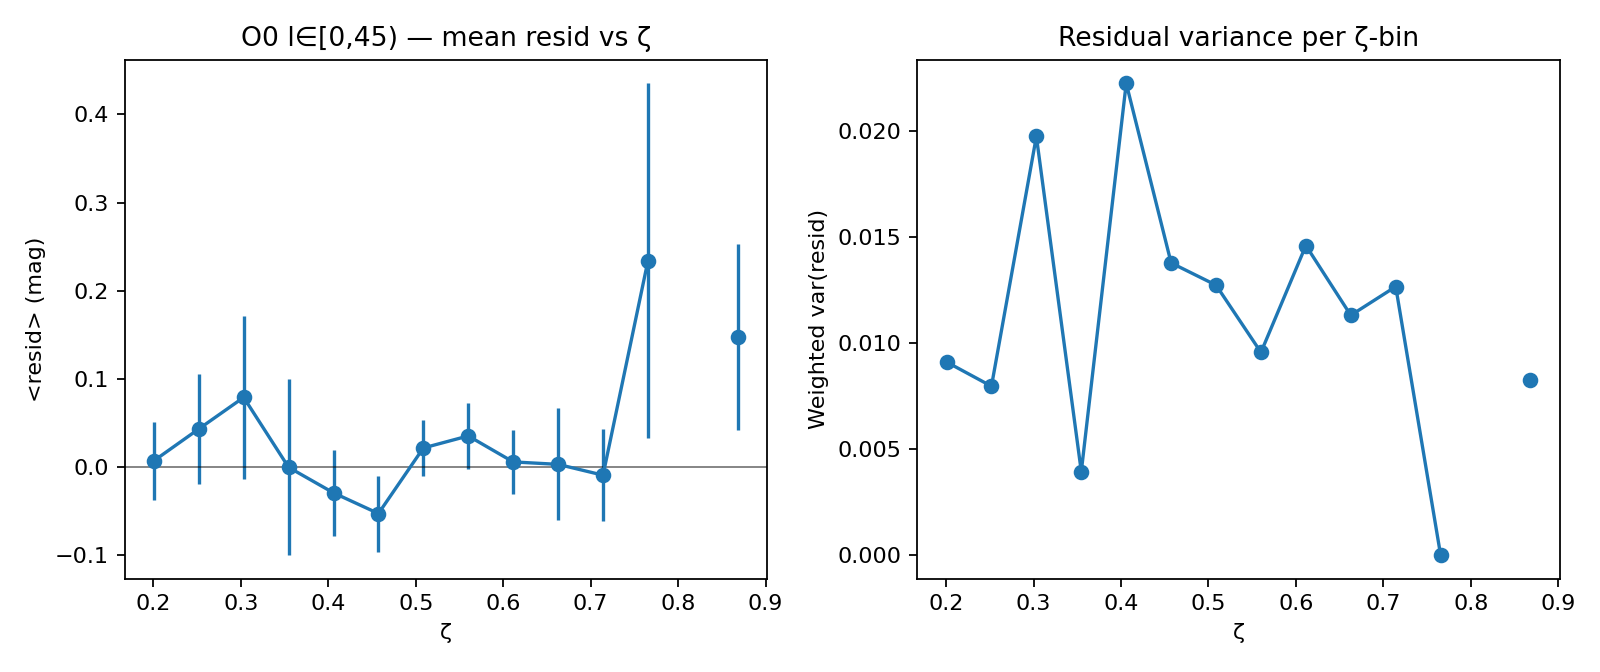 O0 l∈[0,45) — mean resid vs ζ
<resid> (mag)
0.4
0.3
0.2
0.1
0.0
−0.1
0.2 0.3 0.4 0.5 0.6 0.7 0.8 0.9
ζ
Residual variance per ζ-bin
Weighted var(resid)
0.020
0.015
0.010
0.005
0.000
0.2 0.3 0.4 0.5 0.6 0.7 0.8 0.9
ζ